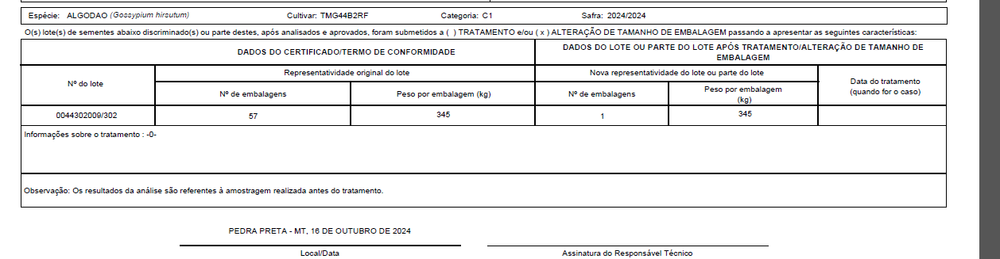 Espécie: ALGODAO (Gossypium hirsutum) Cultivar: TMG44B2RF Categoria: C1 Safra: 2024/2024
O(s) lote(s) de sementes abaixo discriminado(s) ou parte destes, após analisados e aprovados, foram submetidos a ( ) TRATAMENTO e/ou ( x ) ALTERAÇÃO DE TAMANHO DE EMBALAGEM passando a apresentar as seguintes características:
DADOS DO CERTIFICADO/TERMO DE CONFORMIDADE
DADOS DO LOTE OU PARTE DO LOTE APÓS TRATAMENTO/ALTERAÇÃO DE TAMANHO DE
EMBALAGEM
Nº do lote
Representatividade original do lote
Nova representatividade do lote ou parte do lote
Data do tratamento
(quando for o caso)
Nº de embalagens
Peso por embalagem (kg)
Nº de embalagens
Peso por embalagem
(kg)
0044302009/302 57 345 1 345
Informações sobre o tratamento : -0-
Observação: Os resultados da análise são referentes à amostragem realizada antes do tratamento.
PEDRA PRETA - MT, 16 DE OUTUBRO DE 2024
Local/Data
Assinatura do Responsável Técnico